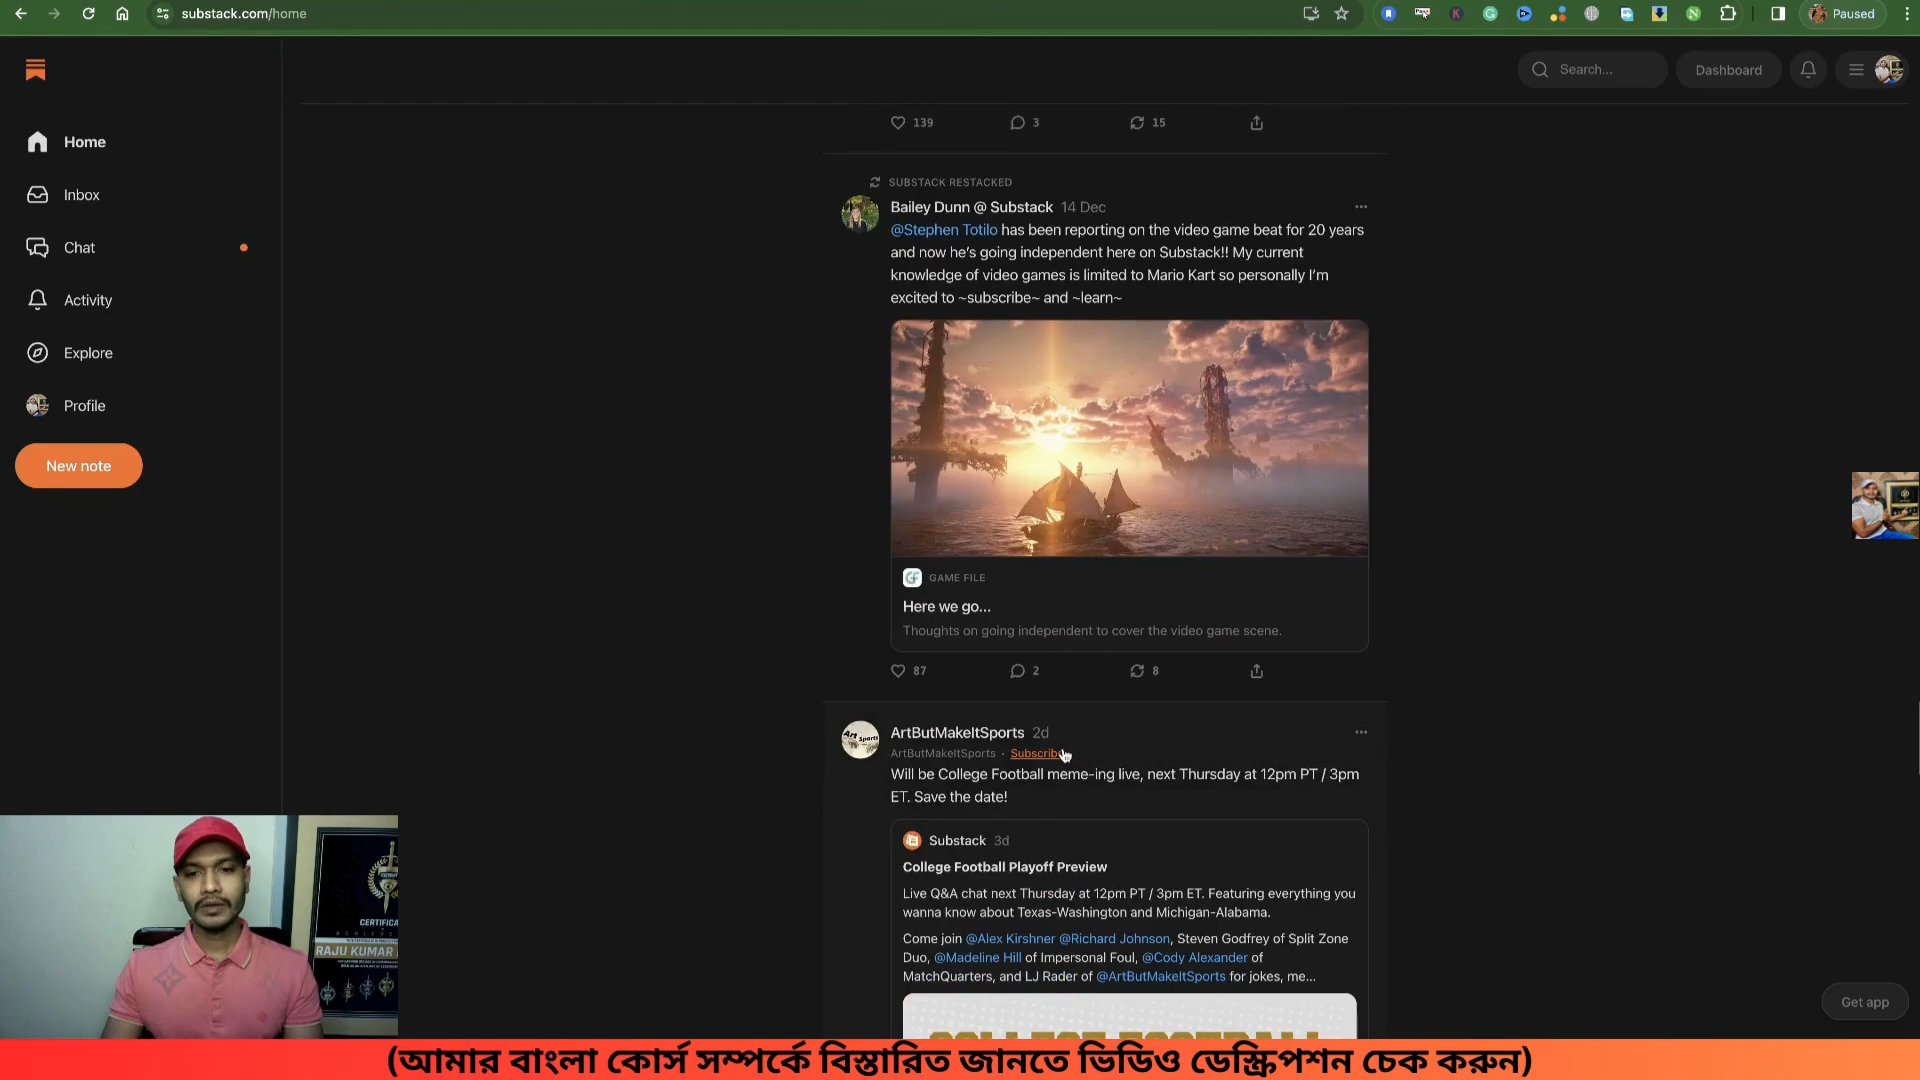 substack.com/home
Paused
Search...
Dashboard
Home
Inbox
Chat
Activity
Explore
Profile
New note
139
3
15
SUBSTACK RESTACKED
Bailey Dunn @ Substack 14 Dec
@Stephen Totilo has been reporting on the video game beat for 20 years
and now he's going independent here on Substack!! My current
knowledge of video games is limited to Mario Kart so personally I'm
excited to ~subscribe~ and ~learn~
GAME FILE
Here we go...
Thoughts on going independent to cover the video game scene.
87
2
8
ArtButMakeItSports 2d
ArtButMakeItSports · Subscribe
Will be College Football meme-ing live, next Thursday at 12pm PT / 3pm
ET. Save the date!
Substack 3d
College Football Playoff Preview
Live Q&A chat next Thursday at 12pm PT / 3pm ET. Featuring everything you
wanna know about Texas-Washington and Michigan-Alabama.
Come join @Alex Kirshner @Richard Johnson, Steven Godfrey of Split Zone
Duo, @Madeline Hill of Impersonal Foul, @Cody Alexander of
MatchQuarters, and LJ Rader of @ArtButMakeItSports for jokes, me...
COLLEGE FOOTBALL
Get app
CERTIFICA
RAJU KUMAR
(আমার বাংলা কোর্স সম্পর্কে বিস্তারিত জানতে ভিডিও ডেস্ক্রিপশন চেক করুন)